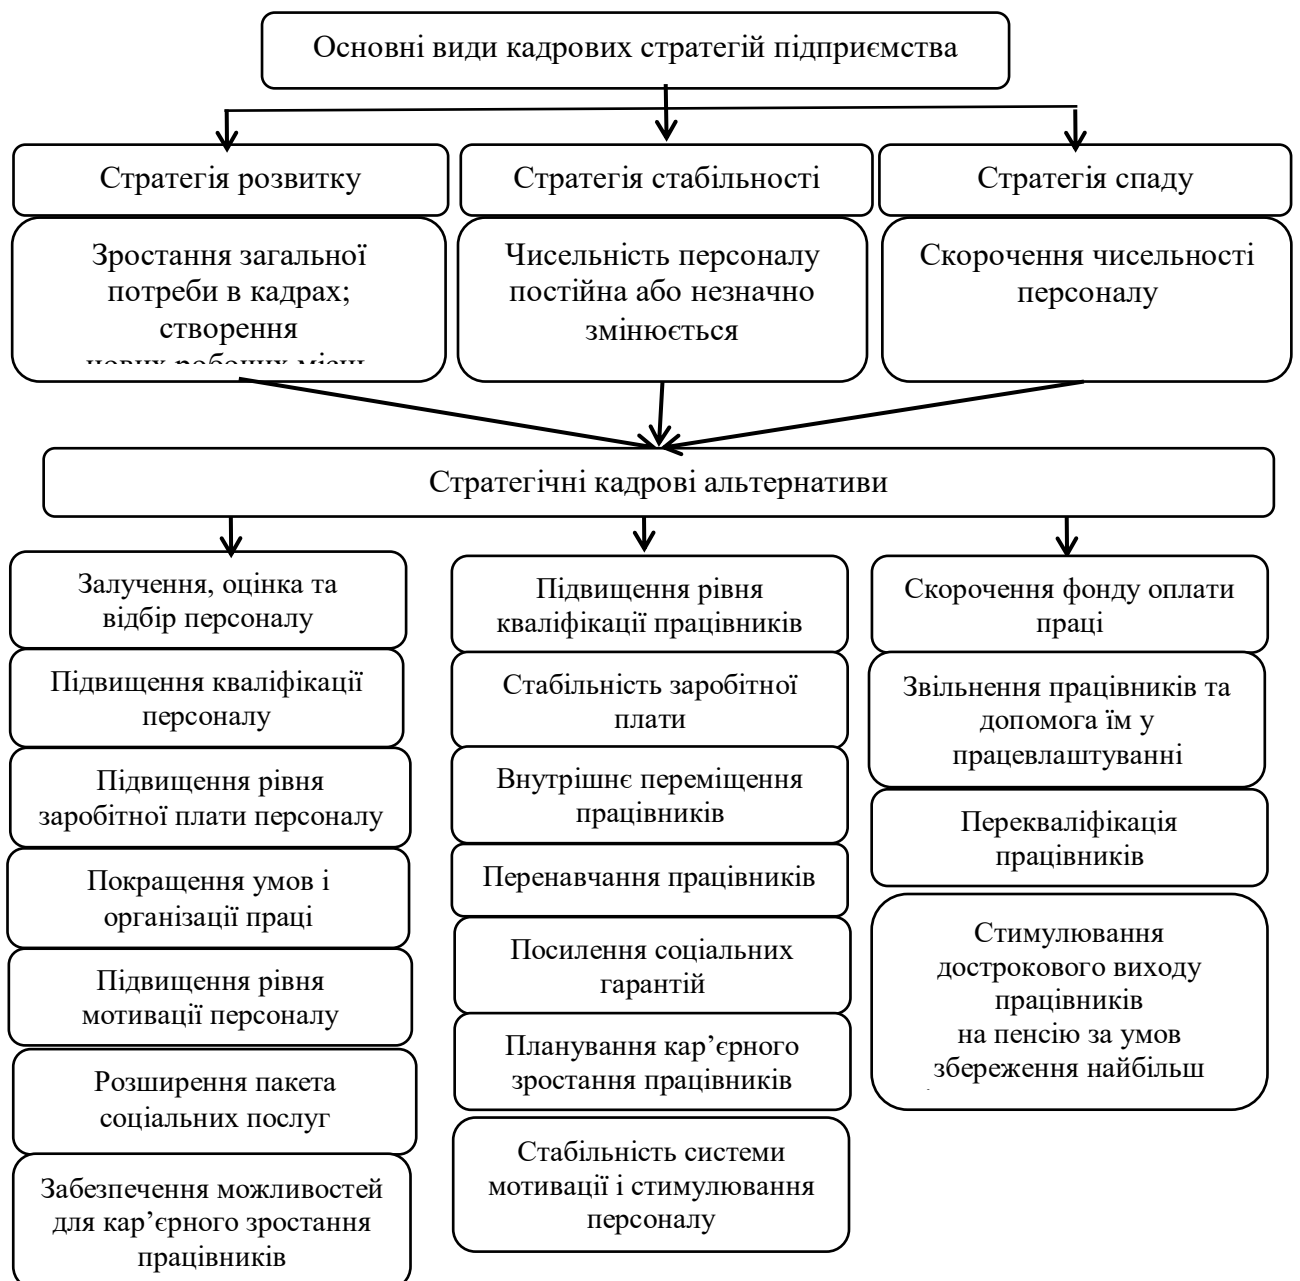 Основні види кадрових стратегій підприємства
Стратегія розвитку
Стратегія стабільності
Стратегія спаду
Зростання загальної
потреби в кадрах;
створення
нових робочих місць
Чисельність персоналу
постійна або незначно
змінюється
Скорочення чисельності
персоналу
Стратегічні кадрові альтернативи
Залучення, оцінка та
відбір персоналу
Підвищення кваліфікації
персоналу
Підвищення рівня
заробітної плати персоналу
Покращення умов і
організації праці
Підвищення рівня
мотивації персоналу
Розширення пакета
соціальних послуг
Забезпечення можливостей
для кар’єрного зростання
працівників
Підвищення рівня
кваліфікації працівників
Стабільність заробітної
плати
Внутрішнє переміщення
працівників
Перенавчання працівників
Посилення соціальних
гарантій
Планування кар’єрного
зростання працівників
Стабільність системи
мотивації і стимулювання
персоналу
Скорочення фонду оплати
праці
Звільнення працівників та
допомога їм у
працевлаштуванні
Перекваліфікація
працівників
Стимулювання
дострокового виходу
працівників
на пенсію за умов
збереження найбільш